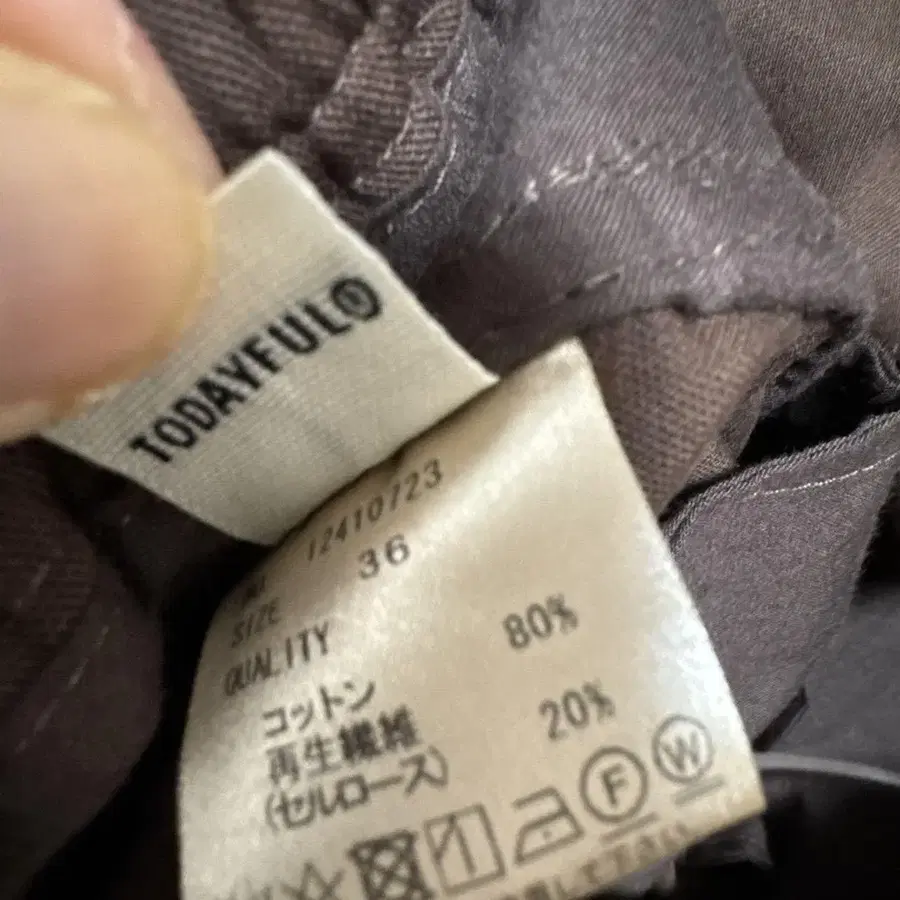 TODAYFUL®
NO 12410723
SIZE 36
QUALITY
コットン 80%
再生繊維 20%
(セルロース)
F W